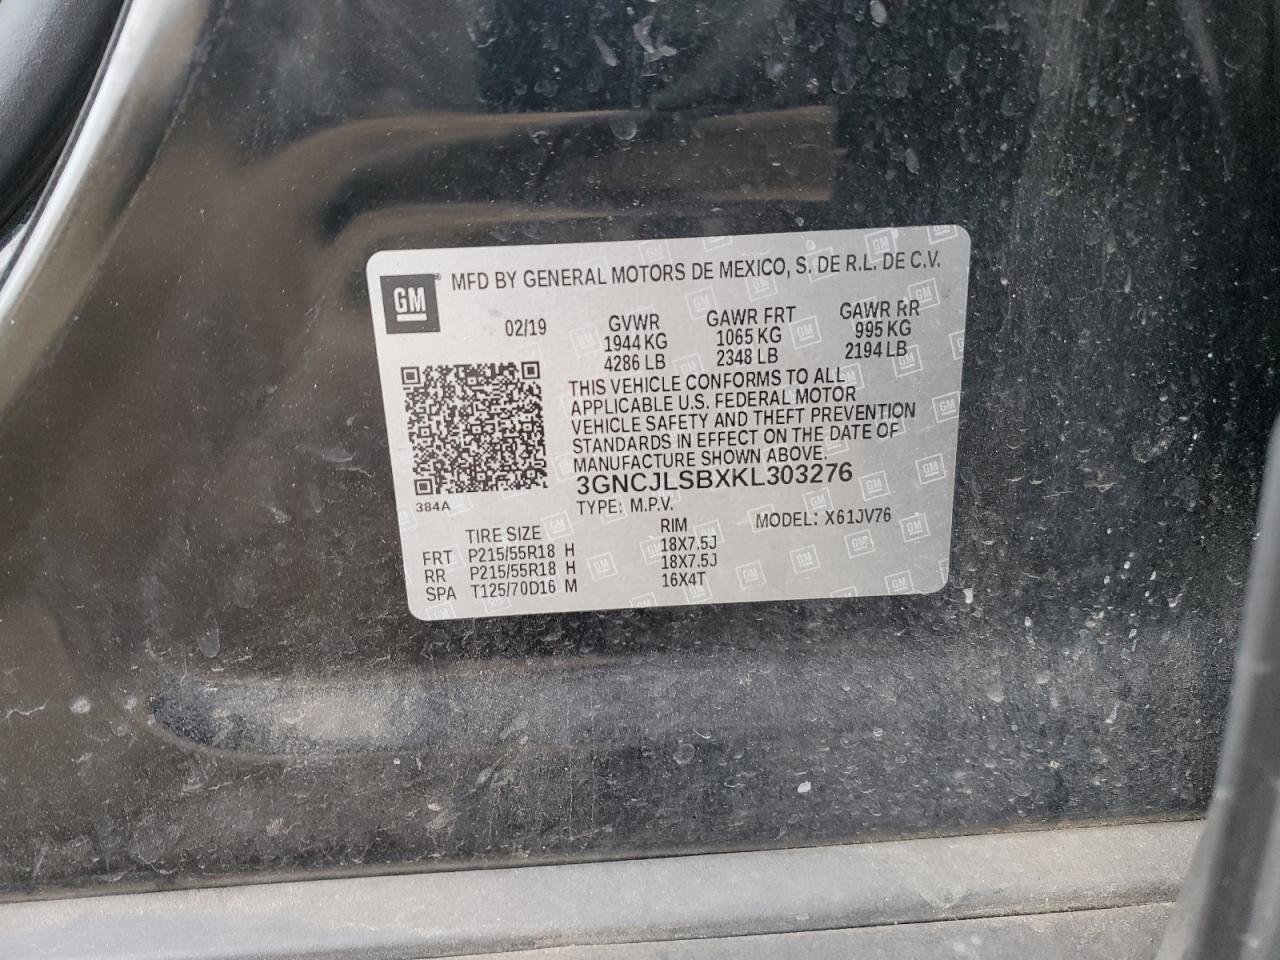 GM
MFD BY GENERAL MOTORS DE MEXICO, S. DE R.L. DE C.V.
02/19 GVWR GAWR FRT GAWR RR
1944 KG 1065 KG 995 KG
4286 LB 2348 LB 2194 LB
THIS VEHICLE CONFORMS TO ALL
APPLICABLE U.S. FEDERAL MOTOR
VEHICLE SAFETY AND THEFT PREVENTION
STANDARDS IN EFFECT ON THE DATE OF
MANUFACTURE SHOWN ABOVE.
3GNCJLSBXKL303276
384A
TYPE: M.P.V.
MODEL: X61JV76
TIRE SIZE RIM
FRT P215/55R18 H 18X7.5J
RR P215/55R18 H 18X7.5J
SPA T125/70D16 M 16X4T